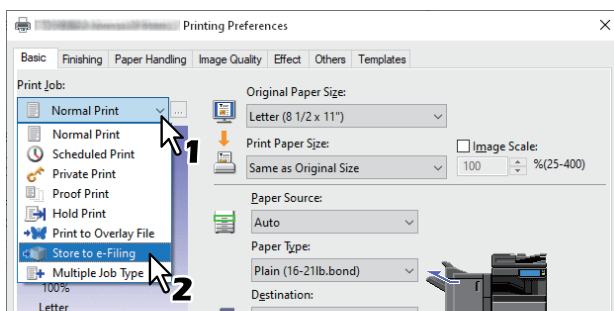 Printing Preferences
Basic Finishing Paper Handling Image Quality Effect Others Templates
Print Job:
Normal Print
...
1
Normal Print
Scheduled Print
Private Print
Proof Print
Hold Print
Print to Overlay File
Store to e-Filing
Multiple Job Type
2
100%
Letter
Original Paper Size:
Letter (8 1/2 x 11")
Print Paper Size:
Same as Original Size
Image Scale:
100 %(25-400)
Paper Source:
Auto
Paper Type:
Plain (16-21lb.bond)
Destination: